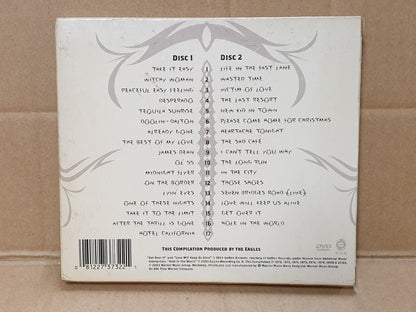 DISC 1 DISC 2
TAKE IT EASY 1 LIFE IN THE FAST LANE
WITCHY WOMAN 2 WASTED TIME
PEACEFUL EASY FEELING 3 VICTIM OF LOVE
DESPERADO 4 THE LAST RESORT
TEQUILA SUNRISE 5 NEW KID IN TOWN
DOOLIN-DALTON 6 PLEASE COME HOME FOR CHRISTMAS
ALREADY GONE 7 HEARTACHE TONIGHT
THE BEST OF MY LOVE 8 THE SAD CAFÉ
JAMES DEAN 9 I CAN'T TELL YOU WHY
OL' 55 10 THE LONG RUN
MIDNIGHT FLYER 11 IN THE CITY
ON THE BORDER 12 THOSE SHOES
LYIN' EYES 13 SEVEN BRIDGES ROAD (LIVE)
ONE OF THESE NIGHTS 14 LOVE WILL KEEP US ALIVE
TAKE IT TO THE LIMIT 15 GET OVER IT
AFTER THE THRILL IS GONE 16 HOLE IN THE WORLD
HOTEL CALIFORNIA 17
THIS COMPILATION PRODUCED BY THE EAGLES
0 81227 37322 1
DVD